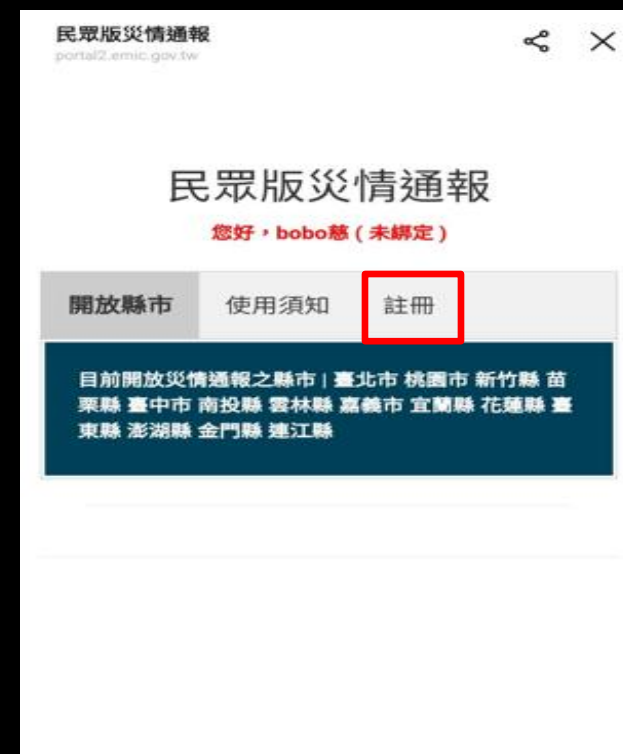 民眾版災情通報
portal2.emic.gov.tw
民眾版災情通報
您好，bobo慈 ( 未綁定 )
開放縣市 使用須知 註冊
目前開放災情通報之縣市 | 臺北市 桃園市 新竹縣 苗
栗縣 臺中市 南投縣 雲林縣 嘉義市 宜蘭縣 花蓮縣 臺
東縣 澎湖縣 金門縣 連江縣